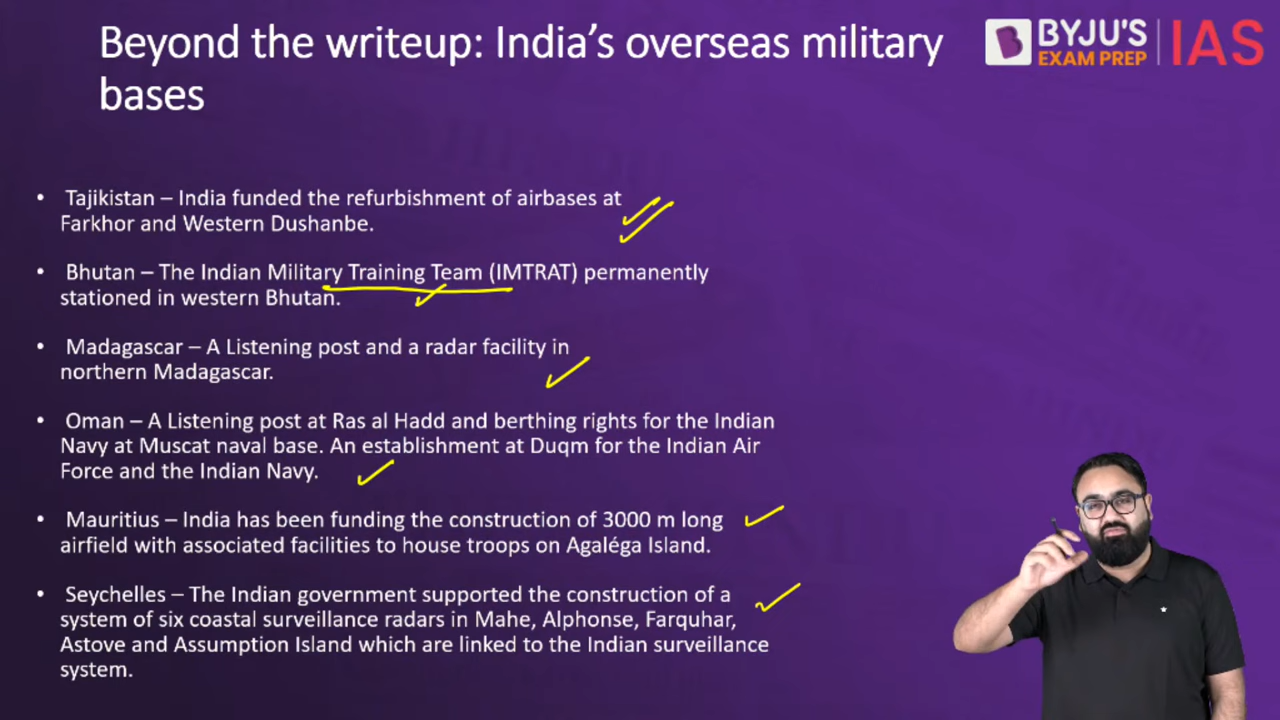 Beyond the writeup: India's overseas military
bases
BYJU'S
EXAM PREP
IAS
• Tajikistan – India funded the refurbishment of airbases at
Farkhor and Western Dushanbe.
• Bhutan – The Indian Military Training Team (IMTRAT) permanently
stationed in western Bhutan.
• Madagascar – A Listening post and a radar facility in
northern Madagascar.
• Oman – A Listening post at Ras al Hadd and berthing rights for the Indian
Navy at Muscat naval base. An establishment at Duqm for the Indian Air
Force and the Indian Navy.
• Mauritius – India has been funding the construction of 3000 m long
airfield with associated facilities to house troops on Agaléga Island.
• Seychelles – The Indian government supported the construction of a
system of six coastal surveillance radars in Mahe, Alphonse, Farquhar,
Astove and Assumption Island which are linked to the Indian surveillance
system.